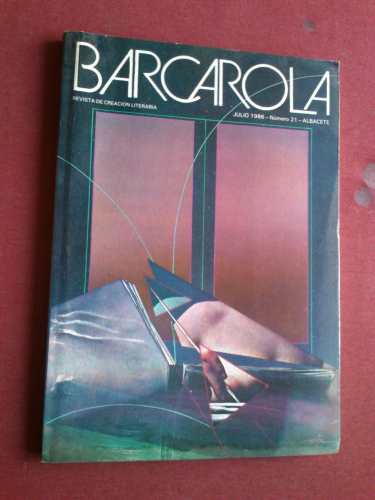 BARCAROLA
REVISTA DE CREACION LITERARIA
JULIO 1986 – Número 21 – ALBACETE